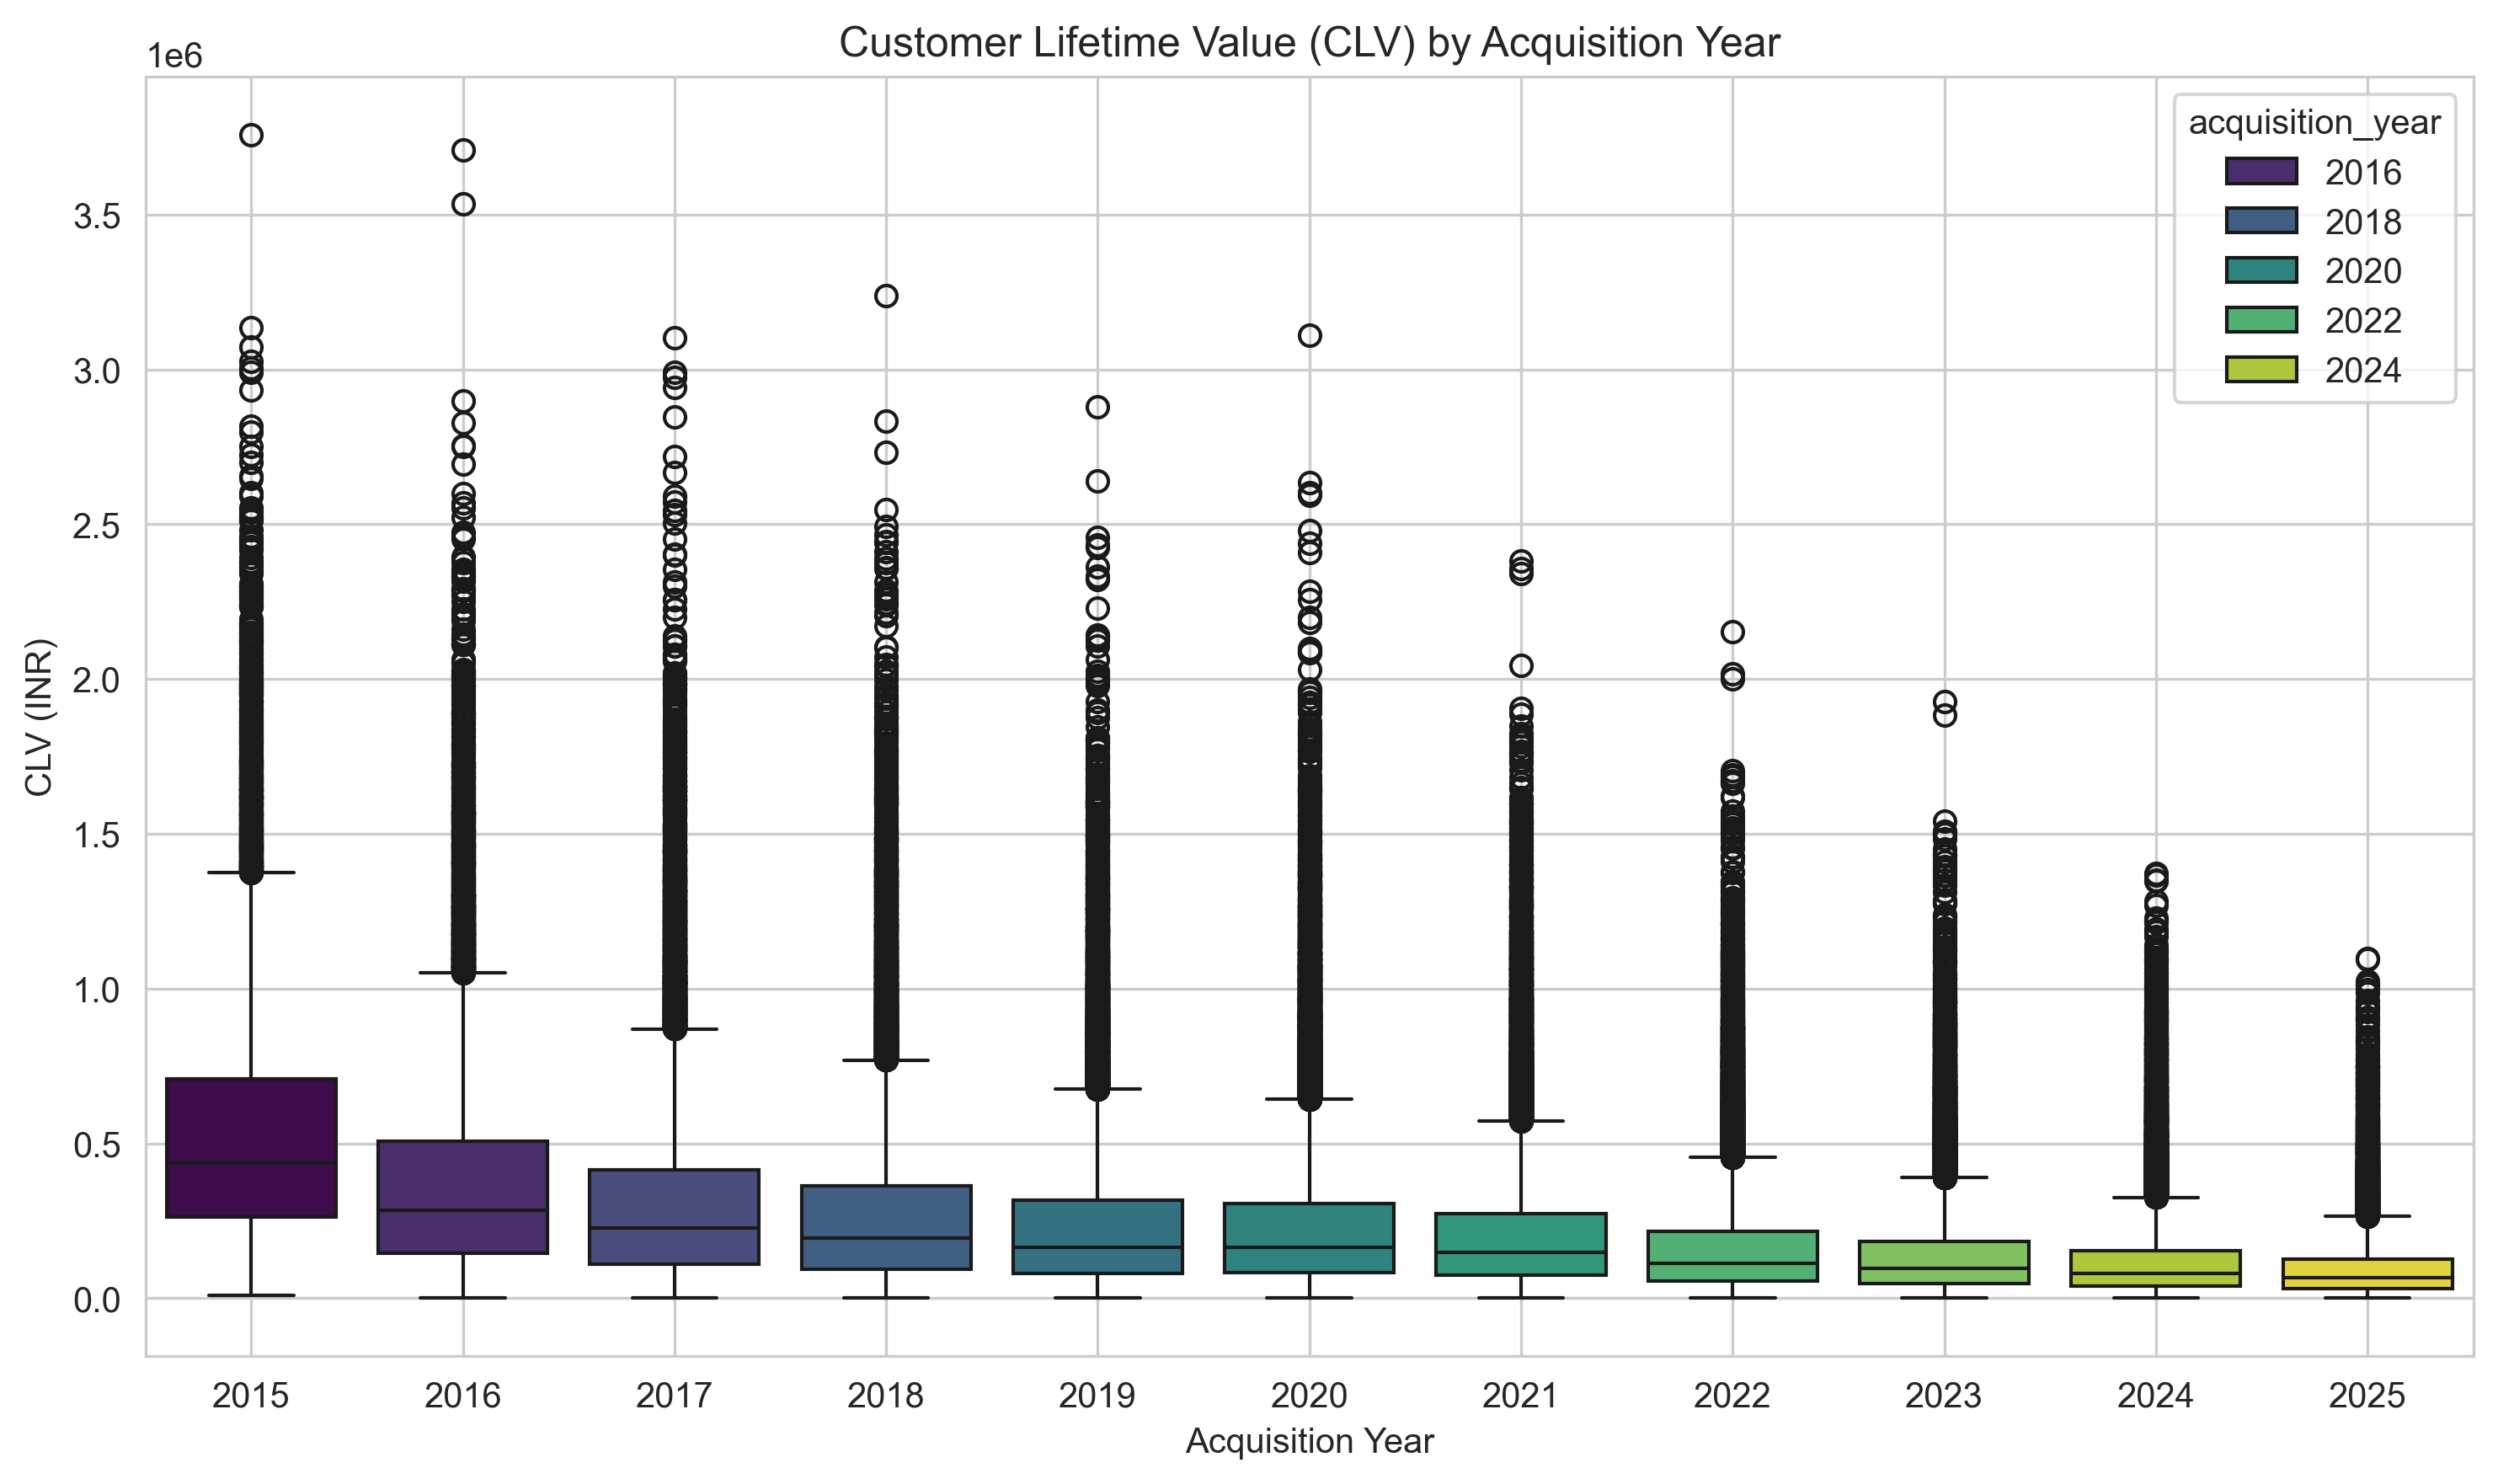 Customer Lifetime Value (CLV) by Acquisition Year
1e6
acquisition_year
2016
2018
2020
2022
2024
3.5
3.0
2.5
2.0
1.5
1.0
0.5
0.0
CLV (INR)
2015 2016 2017 2018 2019 2020 2021 2022 2023 2024 2025
Acquisition Year